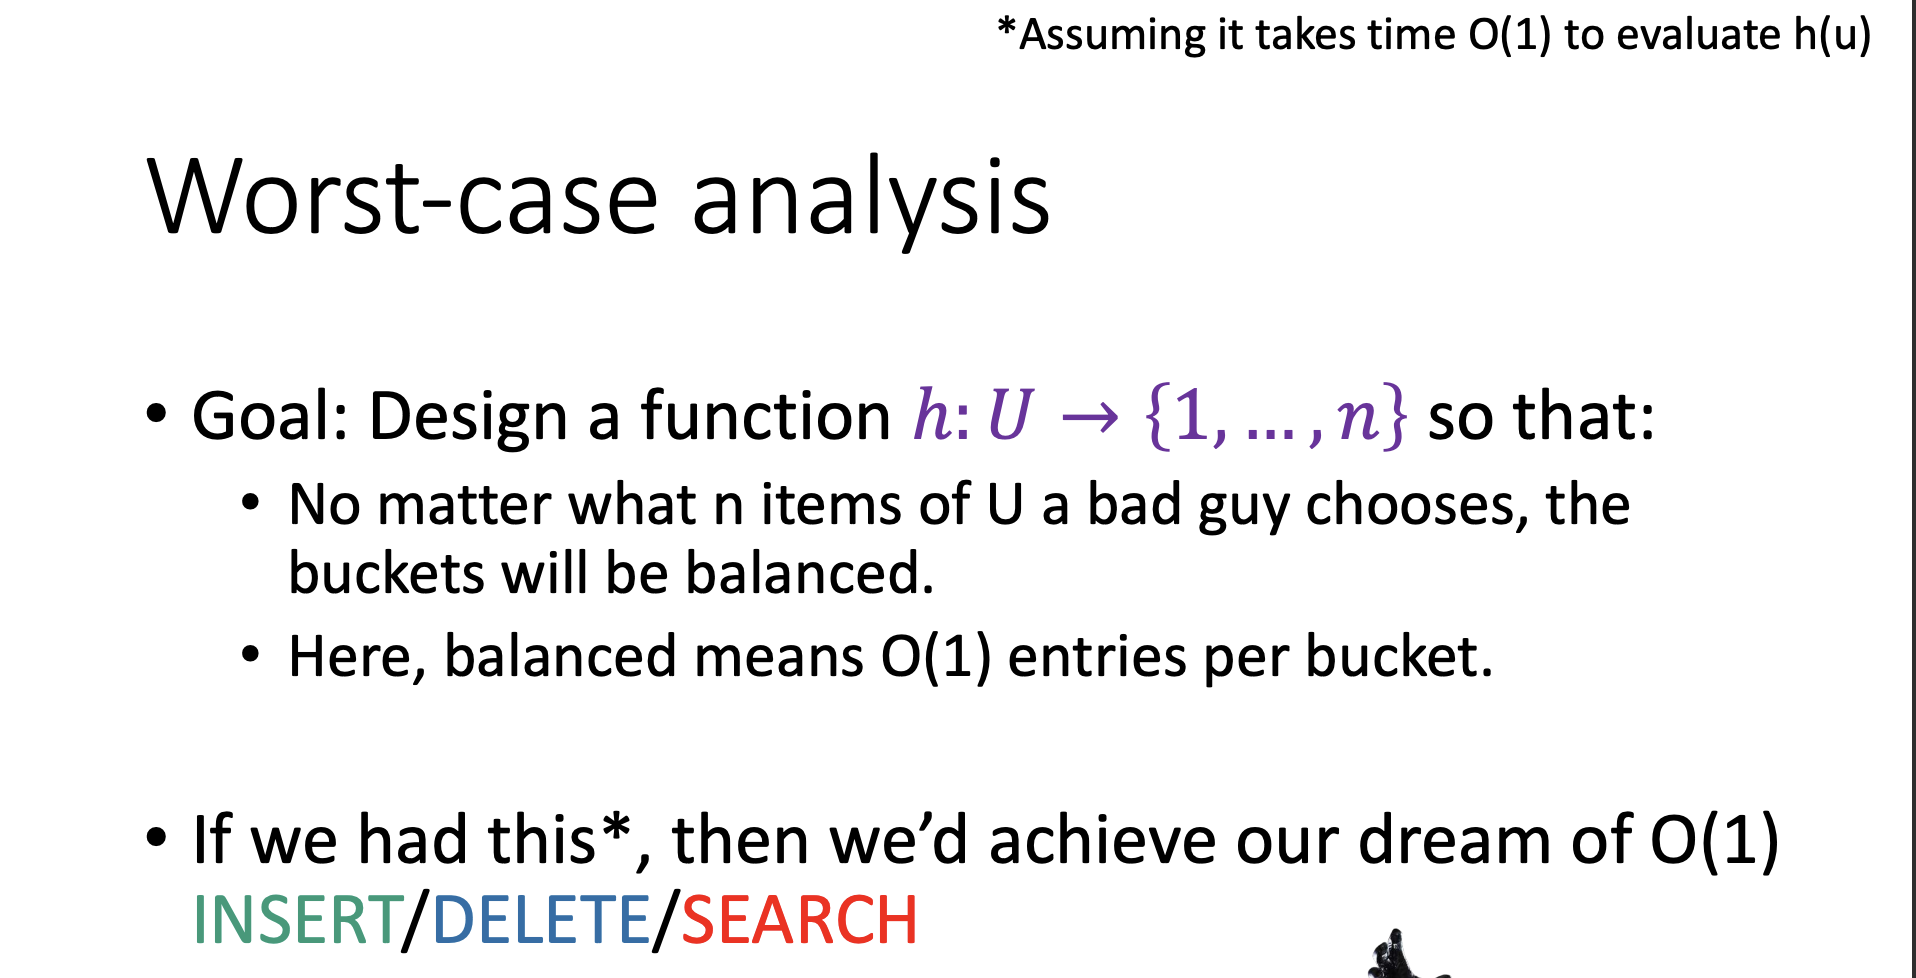 *Assuming it takes time O(1) to evaluate h(u)
Worst-case analysis
• Goal: Design a function h: U → {1, … , n} so that:
• No matter what n items of U a bad guy chooses, the
buckets will be balanced.
• Here, balanced means O(1) entries per bucket.
• If we had this*, then we’d achieve our dream of O(1)
INSERT/DELETE/SEARCH